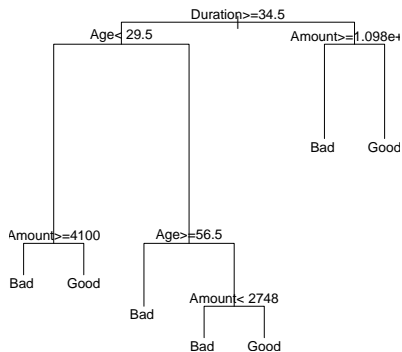 Duration>=34.5
Age< 29.5
Amount>=1.098e+
Bad
Good
Amount>=4100
Age>=56.5
Bad
Good
Bad
Amount< 2748
Bad
Good